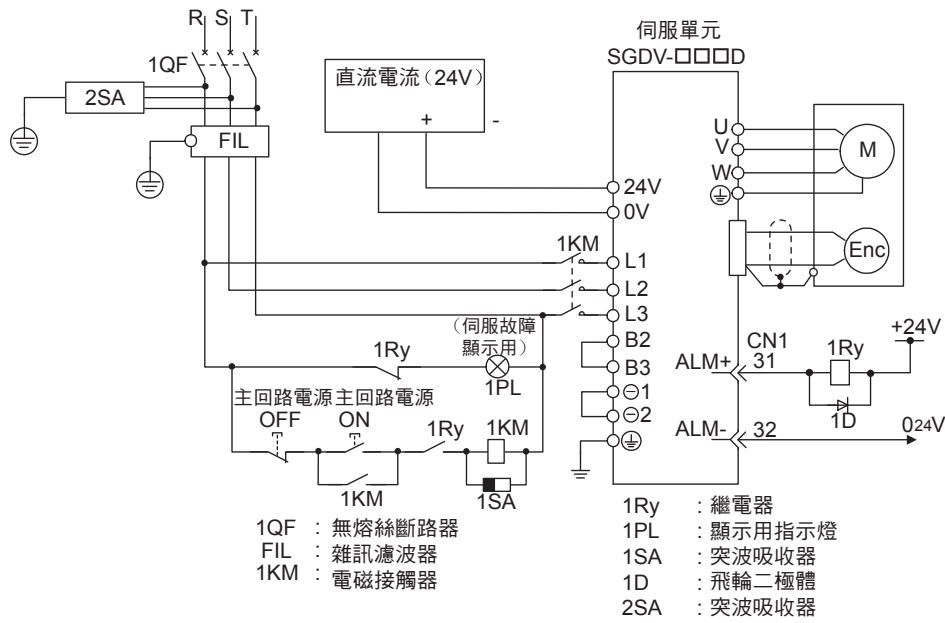 R S T
1QF
2SA
FIL
直流電流（24V）
+ -
伺服單元
SGDV-□□□D
U
V
W
M
Enc
24V
0V
1KM
L1
L2
L3
B2
B3
⊖1
⊖2
（伺服故障
顯示用）
1Ry
1PL
主回路電源 主回路電源
OFF ON
1Ry 1KM
1KM
1SA
CN1
ALM+ 31
1Ry
+24V
1D
ALM- 32
024V
1QF : 無熔絲斷路器
FIL : 雜訊濾波器
1KM : 電磁接觸器
1Ry : 繼電器
1PL : 顯示用指示燈
1SA : 突波吸收器
1D : 飛輪二極體
2SA : 突波吸收器